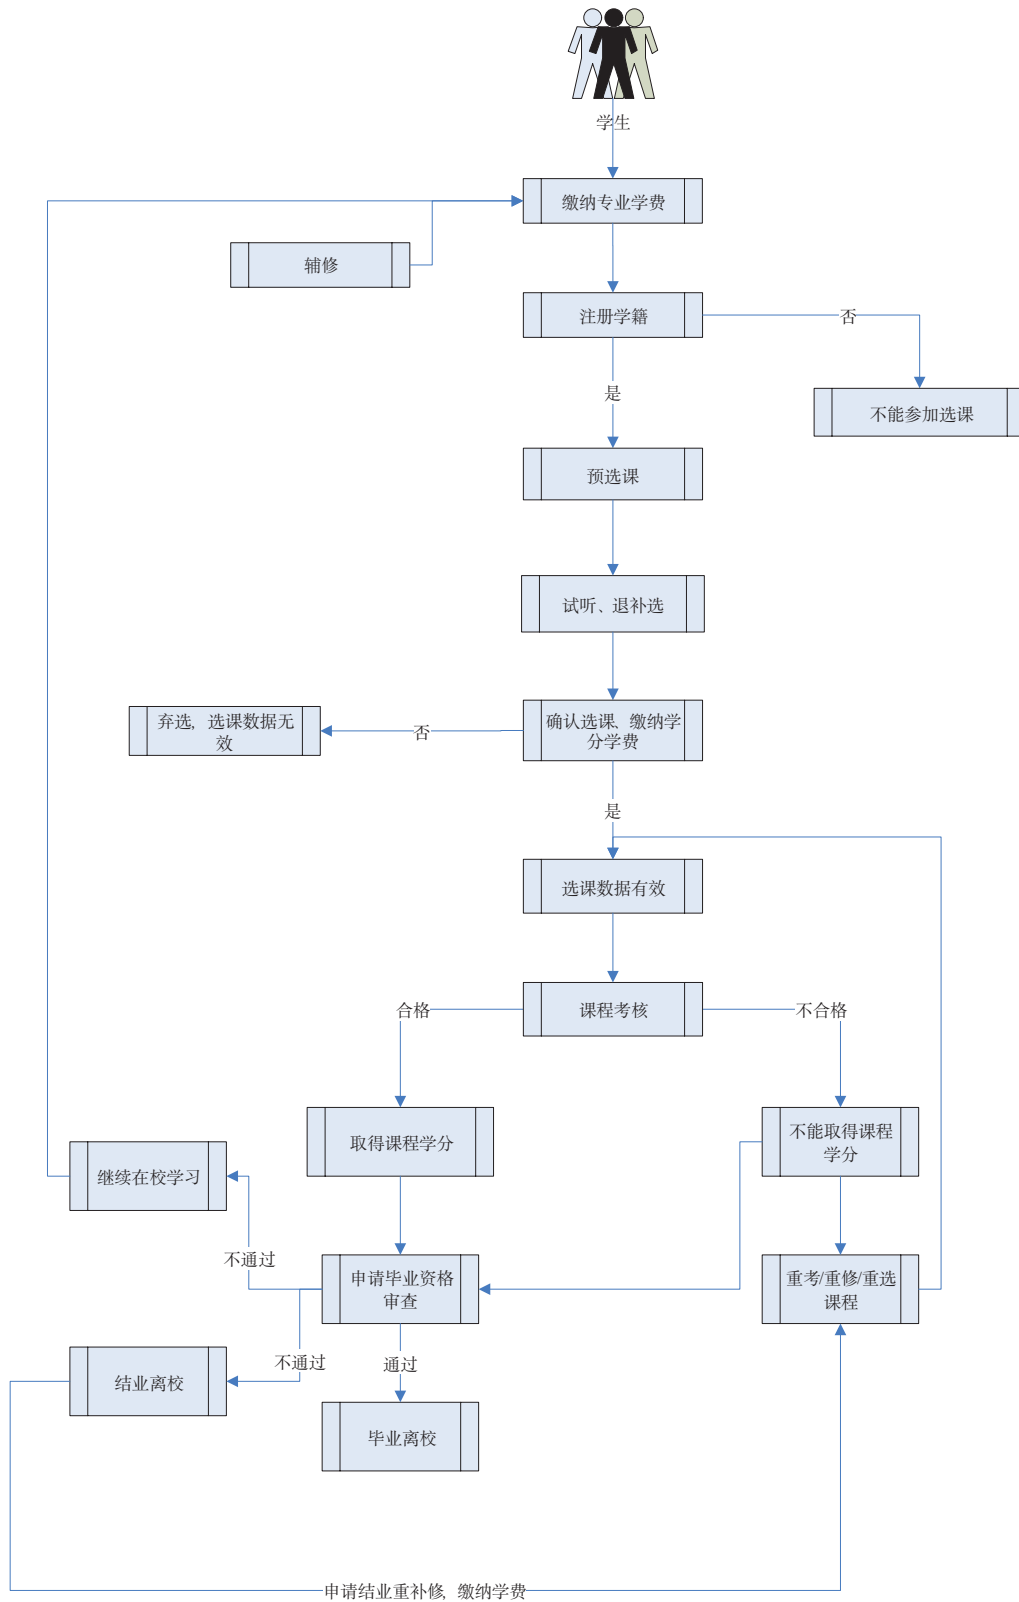 学生
缴纳专业学费
辅修
注册学籍
否
不能参加选课
是
预选课
试听、退补选
确认选课、缴纳学
分学费
否
弃选，选课数据无
效
是
选课数据有效
课程考核
合格
不合格
取得课程学分
不能取得课程
学分
继续在校学习
不通过
申请毕业资格
审查
重考/重修/重选
课程
不通过
通过
结业离校
毕业离校
申请结业重补修，缴纳学费